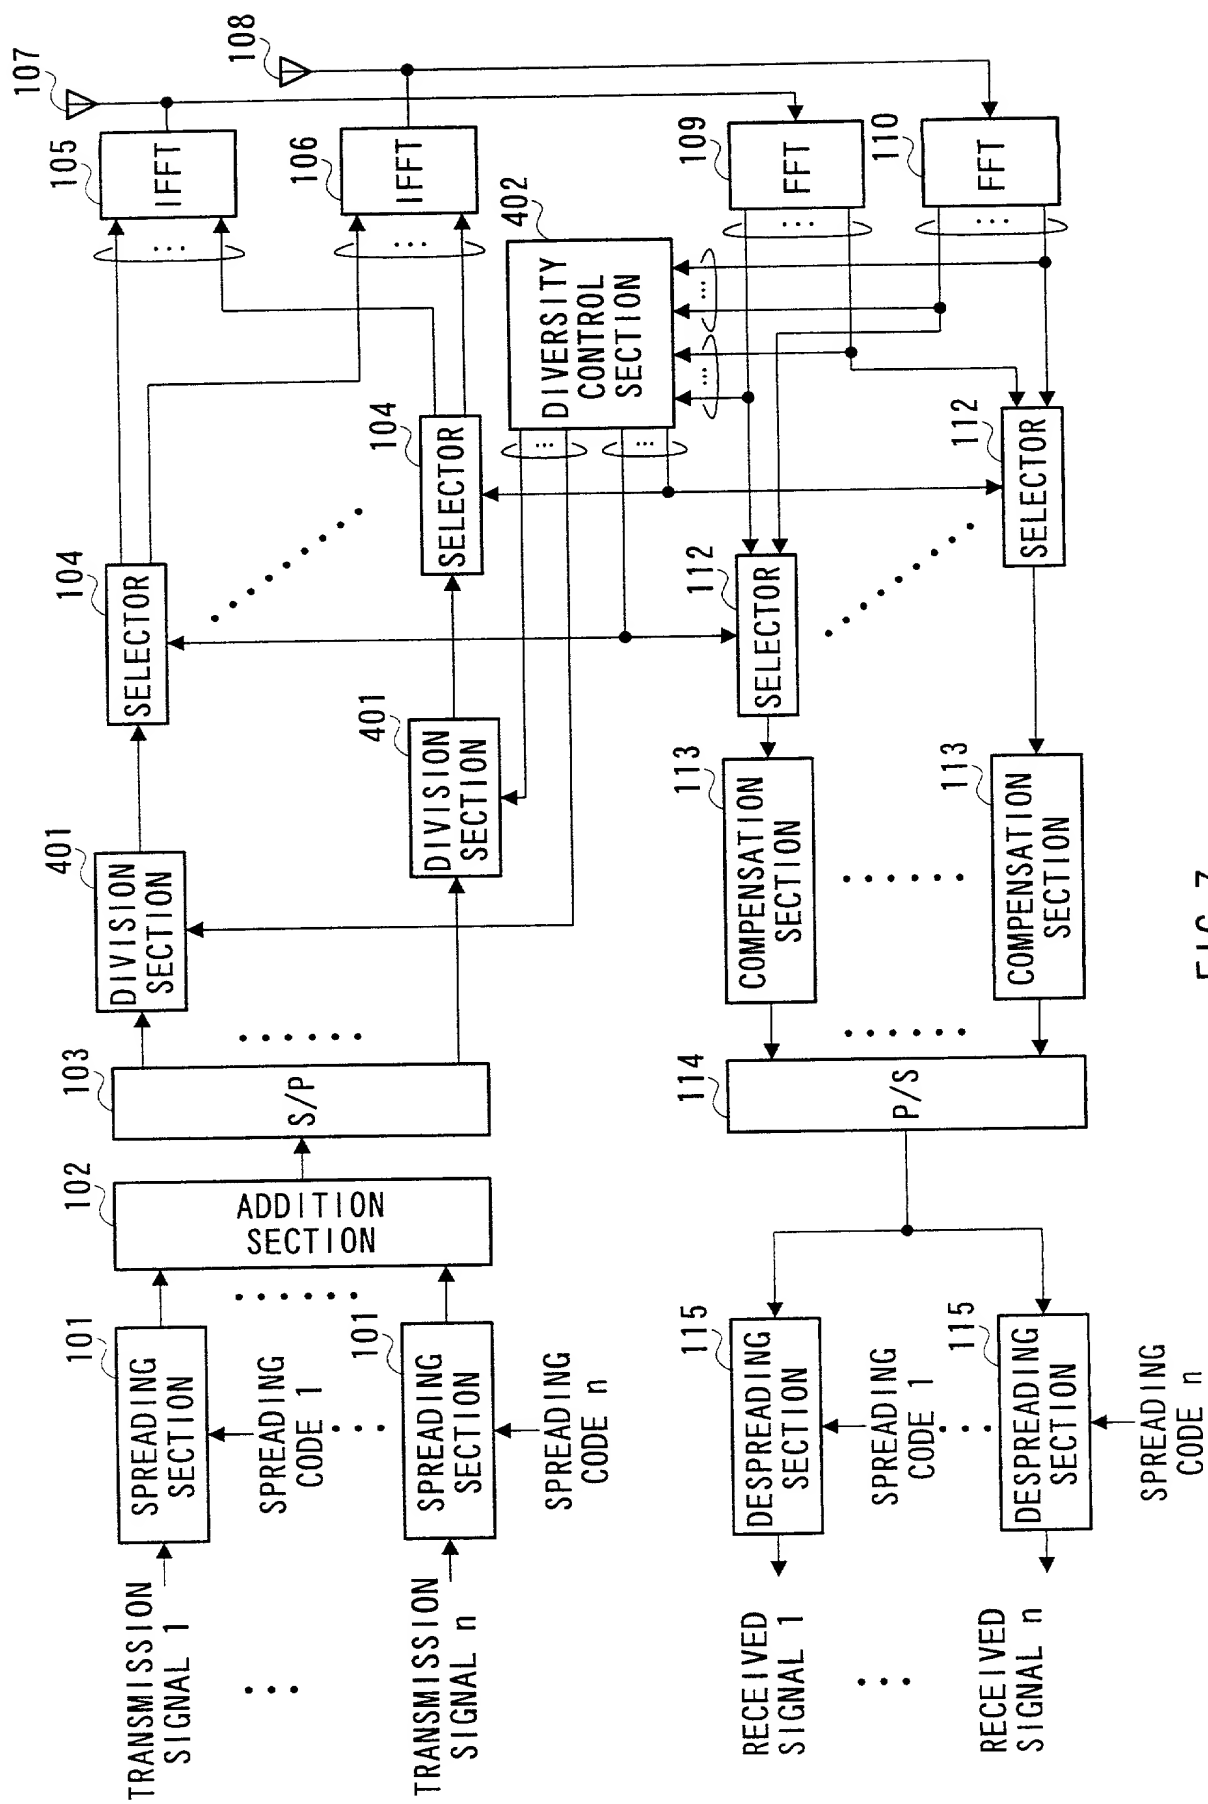 TRANSMISSION
SIGNAL 1
TRANSMISSION
SIGNAL n
101
SPREADING
SECTION
SPREADING
CODE 1
101
SPREADING
SECTION
SPREADING
CODE n
102
ADDITION
SECTION
103
S/P
401
DIVISION
SECTION
401
DIVISION
SECTION
104
SELECTOR
104
SELECTOR
105
IFFT
106
IFFT
107
108
402
DIVERSITY
CONTROL
SECTION
109
FFT
110
FFT
112
SELECTOR
112
SELECTOR
113
COMPENSATION
SECTION
113
COMPENSATION
SECTION
114
P/S
115
DESPREADING
SECTION
SPREADING
CODE 1
115
DESPREADING
SECTION
SPREADING
CODE n
RECEIVED
SIGNAL 1
RECEIVED
SIGNAL n